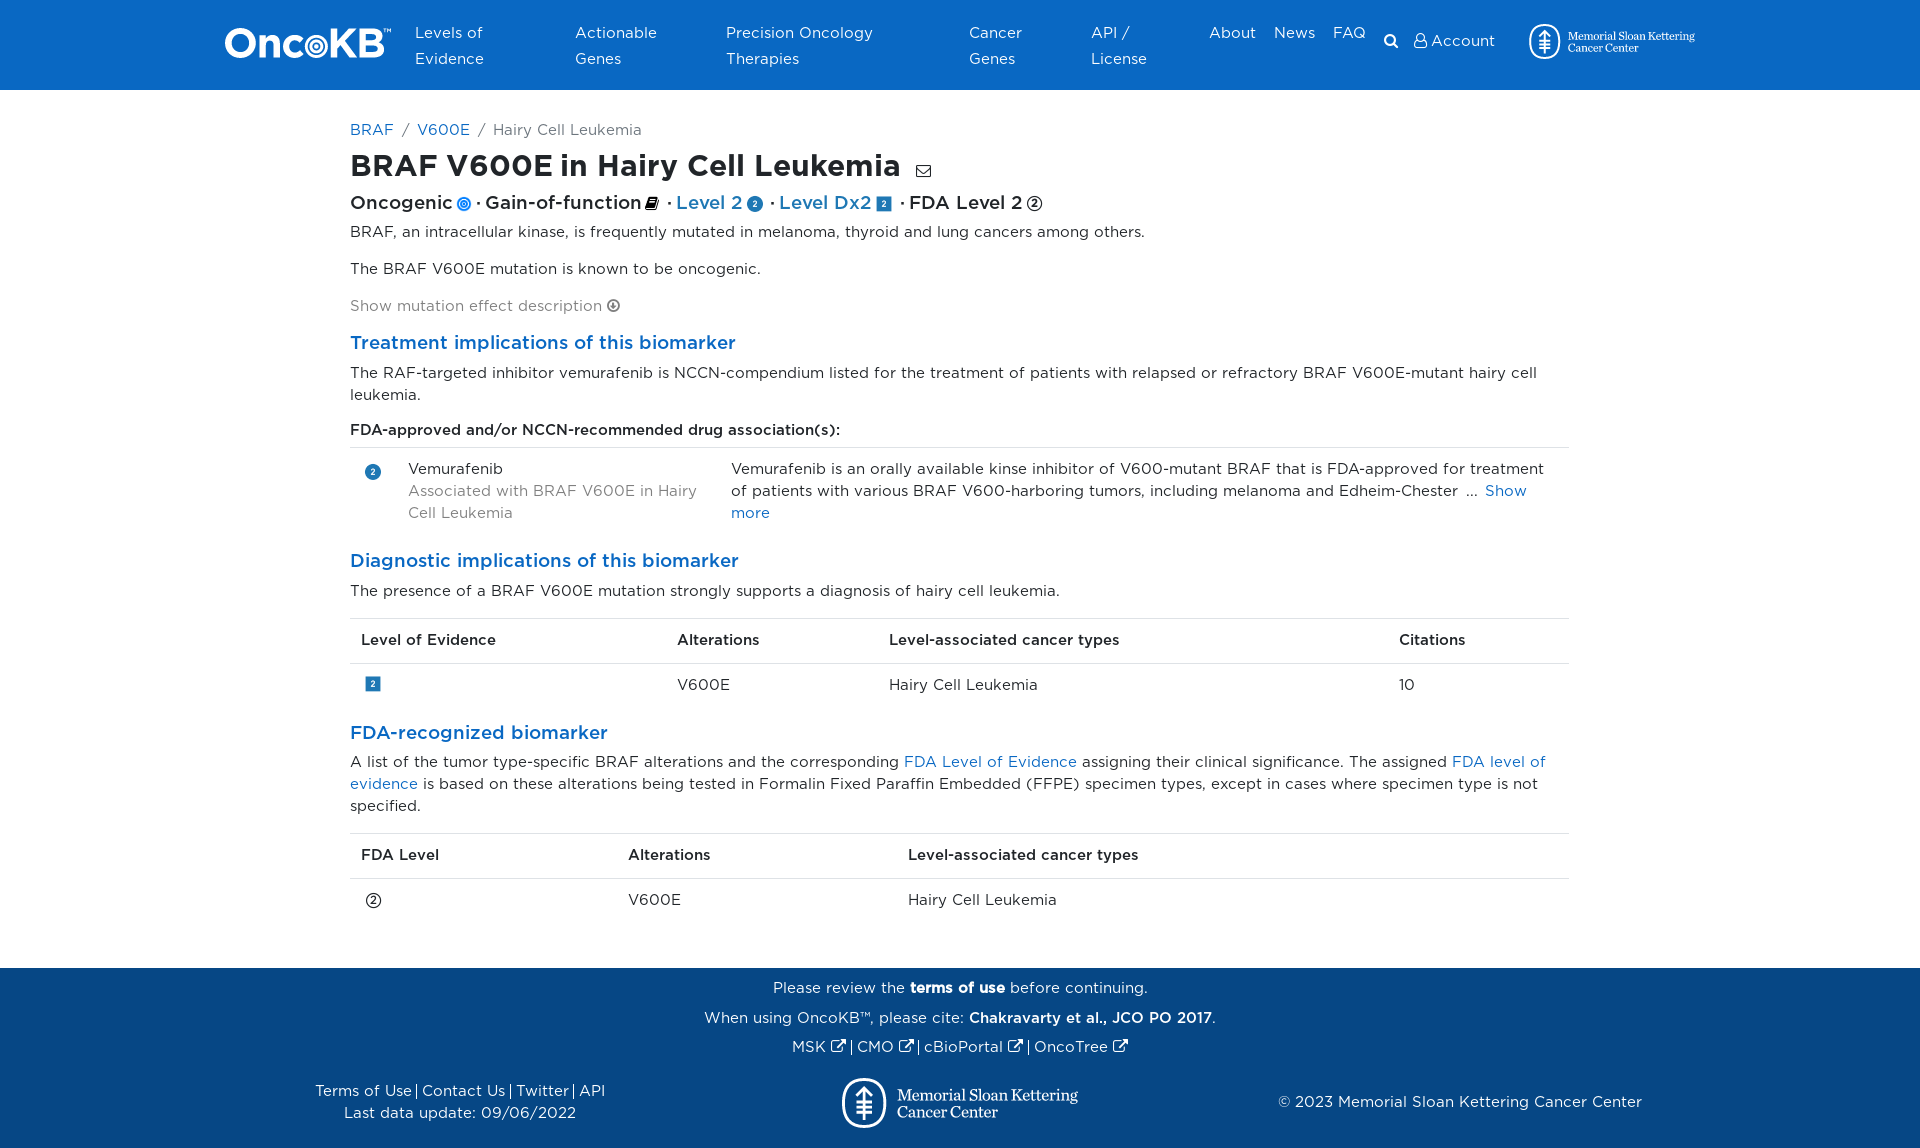 OncoKB™
Levels of Evidence
Actionable Genes
Precision Oncology Therapies
Cancer Genes
API / License
About
News
FAQ
Account
Memorial Sloan Kettering Cancer Center
BRAF / V600E / Hairy Cell Leukemia
BRAF V600E in Hairy Cell Leukemia
Oncogenic · Gain-of-function · Level 2 2 · Level Dx2 2 · FDA Level 2 2
BRAF, an intracellular kinase, is frequently mutated in melanoma, thyroid and lung cancers among others.
The BRAF V600E mutation is known to be oncogenic.
Show mutation effect description
Treatment implications of this biomarker
The RAF-targeted inhibitor vemurafenib is NCCN-compendium listed for the treatment of patients with relapsed or refractory BRAF V600E-mutant hairy cell
leukemia.
FDA-approved and/or NCCN-recommended drug association(s):
2
Vemurafenib
Associated with BRAF V600E in Hairy
Cell Leukemia
Vemurafenib is an orally available kinse inhibitor of V600-mutant BRAF that is FDA-approved for treatment
of patients with various BRAF V600-harboring tumors, including melanoma and Edheim-Chester ... Show
more
Diagnostic implications of this biomarker
The presence of a BRAF V600E mutation strongly supports a diagnosis of hairy cell leukemia.
Level of Evidence Alterations Level-associated cancer types Citations
2 V600E Hairy Cell Leukemia 10
FDA-recognized biomarker
A list of the tumor type-specific BRAF alterations and the corresponding FDA Level of Evidence assigning their clinical significance. The assigned FDA level of
evidence is based on these alterations being tested in Formalin Fixed Paraffin Embedded (FFPE) specimen types, except in cases where specimen type is not
specified.
FDA Level Alterations Level-associated cancer types
2 V600E Hairy Cell Leukemia
Please review the terms of use before continuing.
When using OncoKB™, please cite: Chakravarty et al., JCO PO 2017.
MSK | CMO | cBioPortal | OncoTree
Terms of Use | Contact Us | Twitter | API
Last data update: 09/06/2022
Memorial Sloan Kettering
Cancer Center
© 2023 Memorial Sloan Kettering Cancer Center